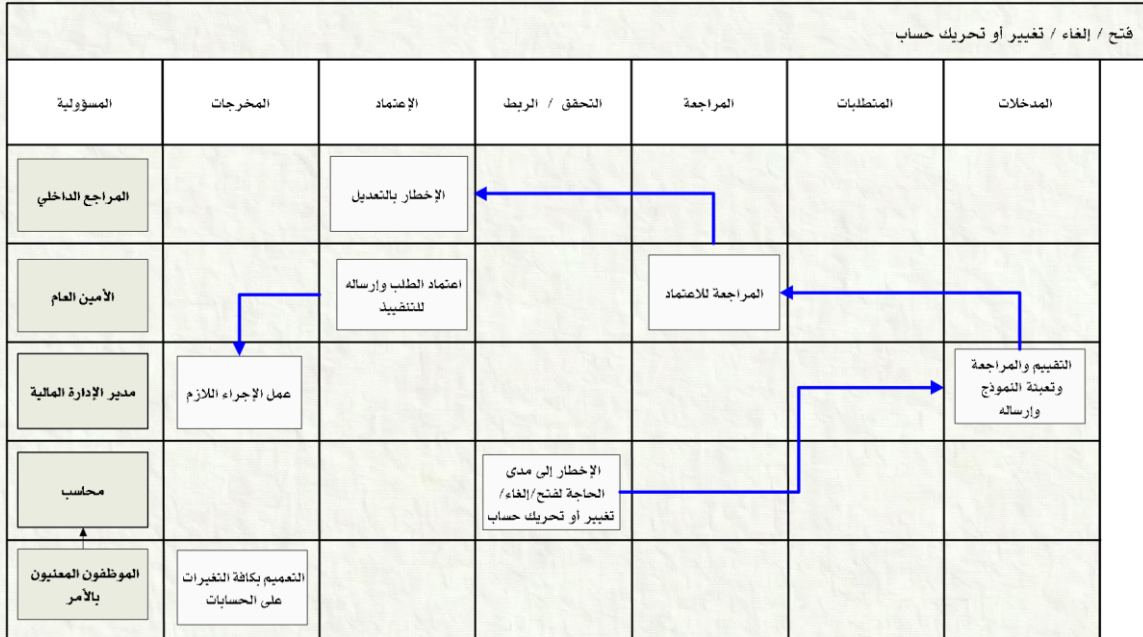 فتح / إلغاء / تغيير أو تحريك حساب
المدخلات
المتطلبات
المراجعة
التحقق / الربط
الإعتماد
المخرجات
المسؤولية
الإخطار بالتعديل
المراجع الداخلي
المراجعة للاعتماد
اعتماد الطلب وإرساله
للتنفييذ
الأمين العام
التقييم والمراجعة
وتعبئة النموذج
وإرساله
عمل الإجراء اللازم
مدير الإدارة المالية
الإخطار إلى مدى
الحاجة لفتح/إلغاء/
تغيير أو تحريك حساب
محاسب
التعميم بكافة التغيرات
على الحسابات
الموظفون المعنيون
بالأمر